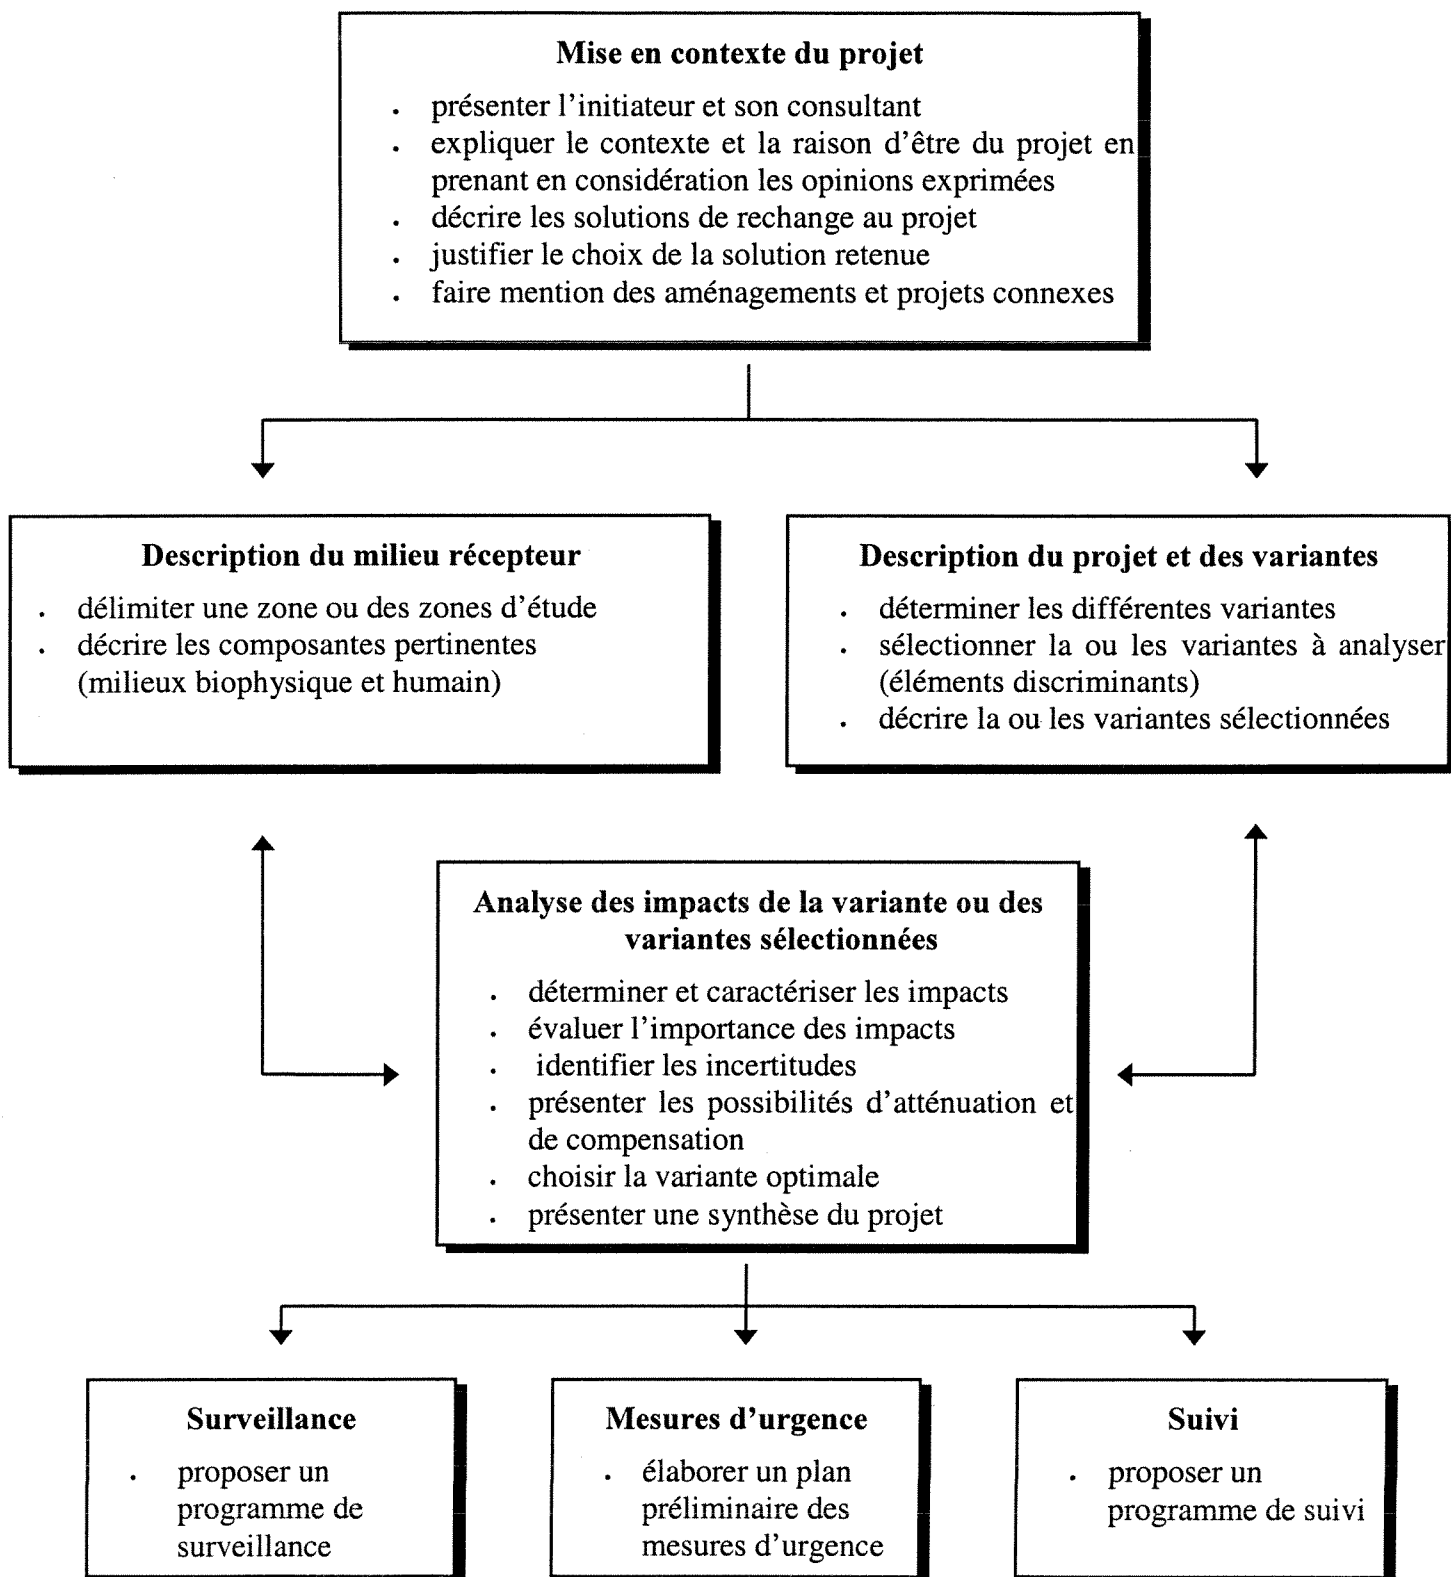 Mise en contexte du projet
. présenter l'initiateur et son consultant
. expliquer le contexte et la raison d'être du projet en
prenant en considération les opinions exprimées
. décrire les solutions de rechange au projet
. justifier le choix de la solution retenue
. faire mention des aménagements et projets connexes
Description du milieu récepteur
. délimiter une zone ou des zones d'étude
. décrire les composantes pertinentes
(milieux biophysique et humain)
Description du projet et des variantes
. déterminer les différentes variantes
. sélectionner la ou les variantes à analyser
(éléments discriminants)
. décrire la ou les variantes sélectionnées
Analyse des impacts de la variante ou des
variantes sélectionnées
. déterminer et caractériser les impacts
. évaluer l'importance des impacts
. identifier les incertitudes
. présenter les possibilités d'atténuation et
de compensation
. choisir la variante optimale
. présenter une synthèse du projet
Surveillance
. proposer un
programme de
surveillance
Mesures d'urgence
. élaborer un plan
préliminaire des
mesures d'urgence
Suivi
. proposer un
programme de suivi